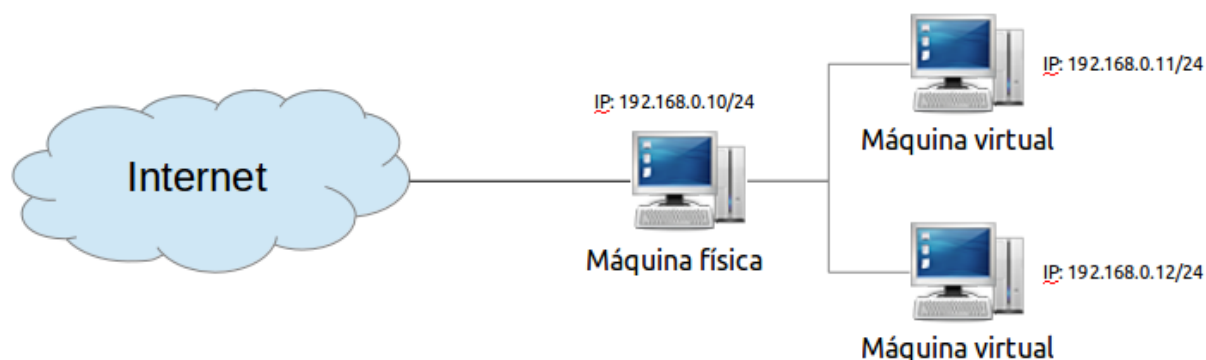 IP: 192.168.0.11/24
Máquina virtual
IP: 192.168.0.10/24
Internet
Máquina física
IP: 192.168.0.12/24
Máquina virtual